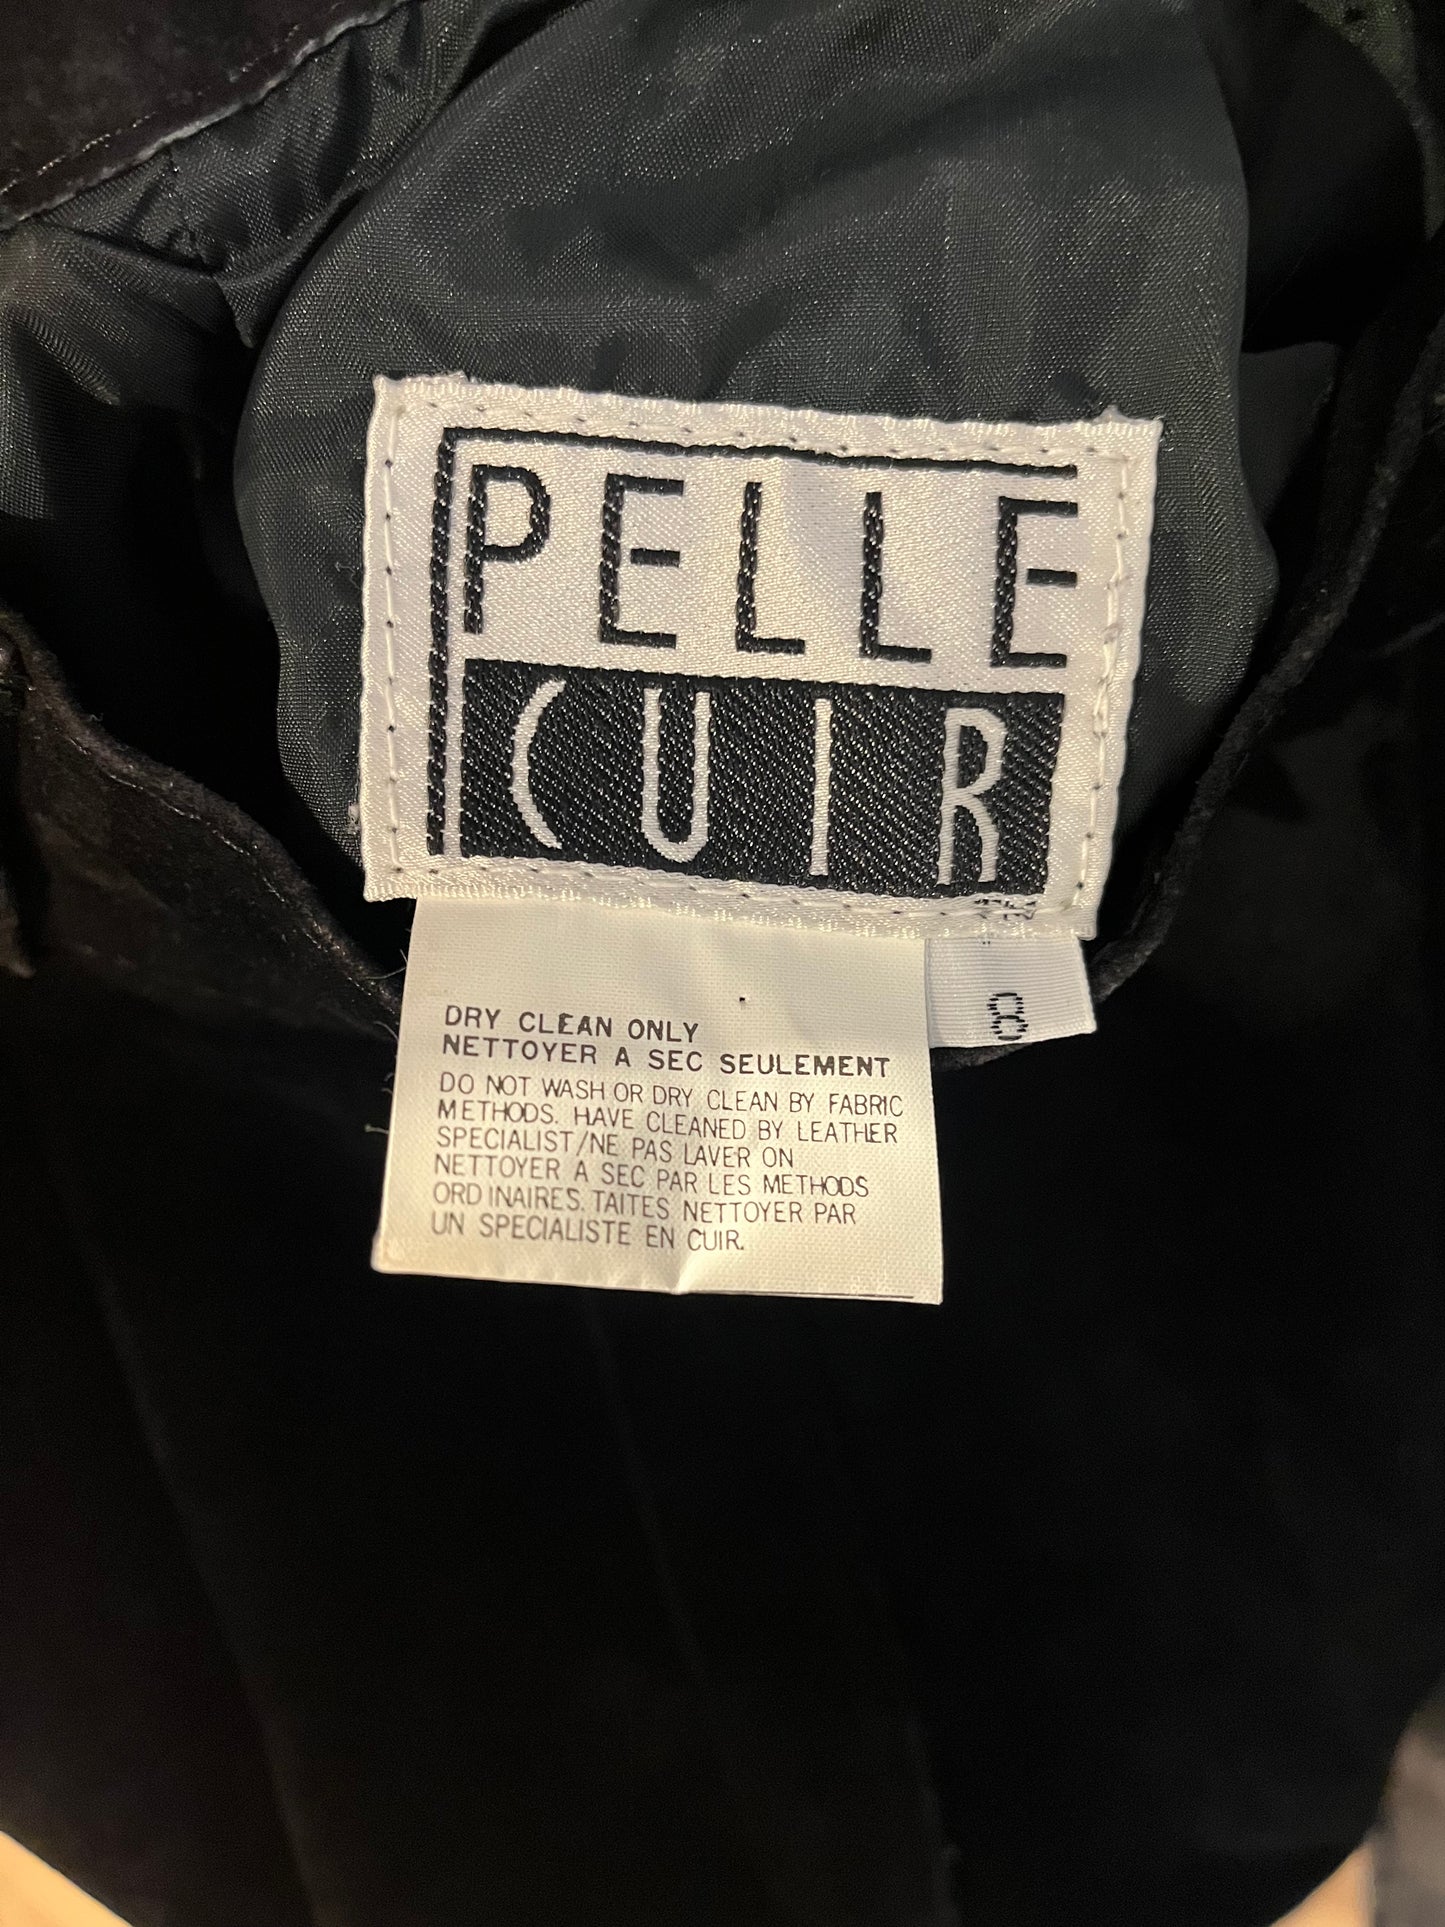 PELLE
CUIR
8
DRY CLEAN ONLY
NETTOYER A SEC SEULEMENT
DO NOT WASH OR DRY CLEAN BY FABRIC
METHODS. HAVE CLEANED BY LEATHER
SPECIALIST/NE PAS LAVER ON
NETTOYER A SEC PAR LES METHODS
ORDINAIRES. TAITES NETTOYER PAR
UN SPECIALISTE EN CUIR.